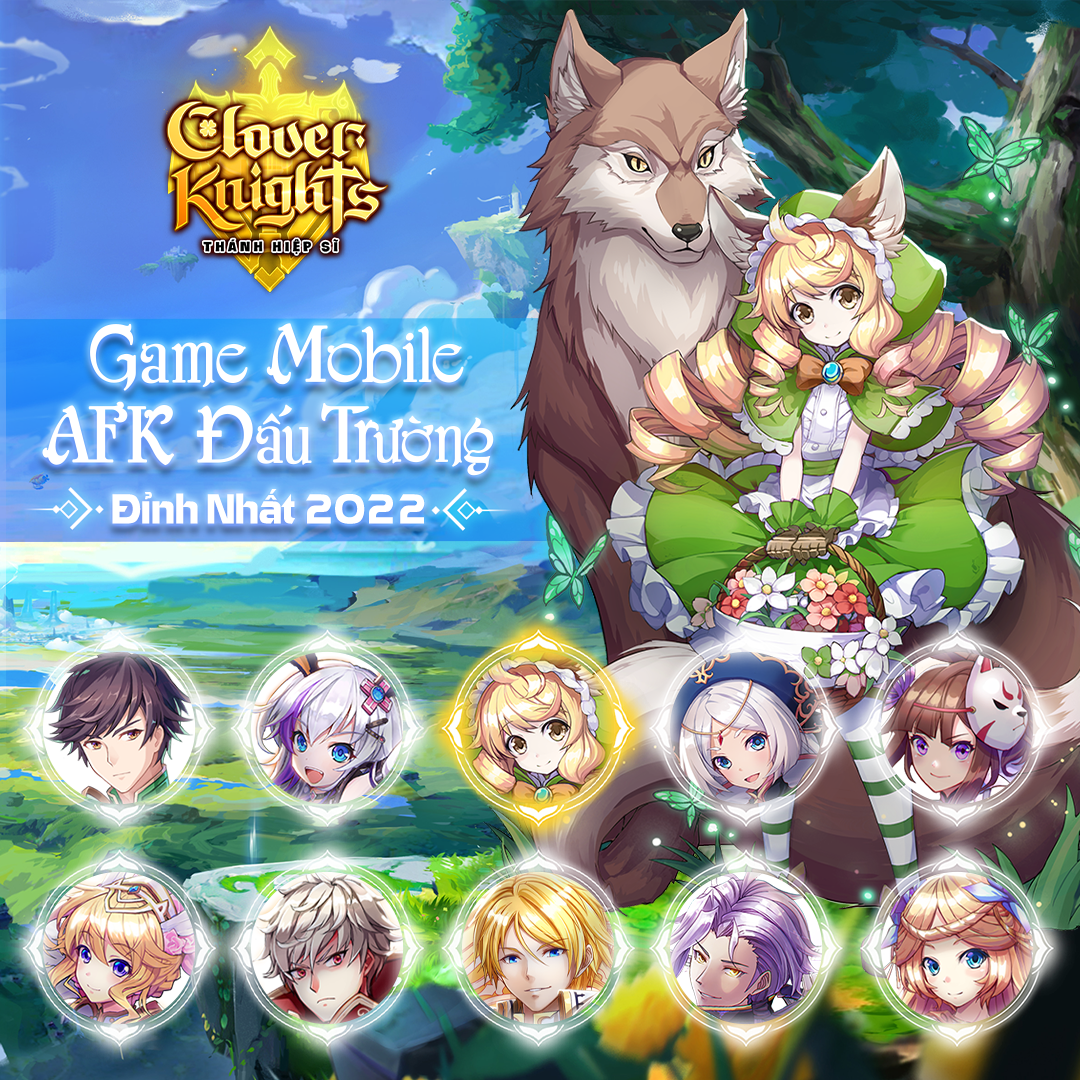 Clover
Knights
THÁNH HIỆP SĨ
Game Mobile
AFK Đấu Trường
Đỉnh Nhất 2022